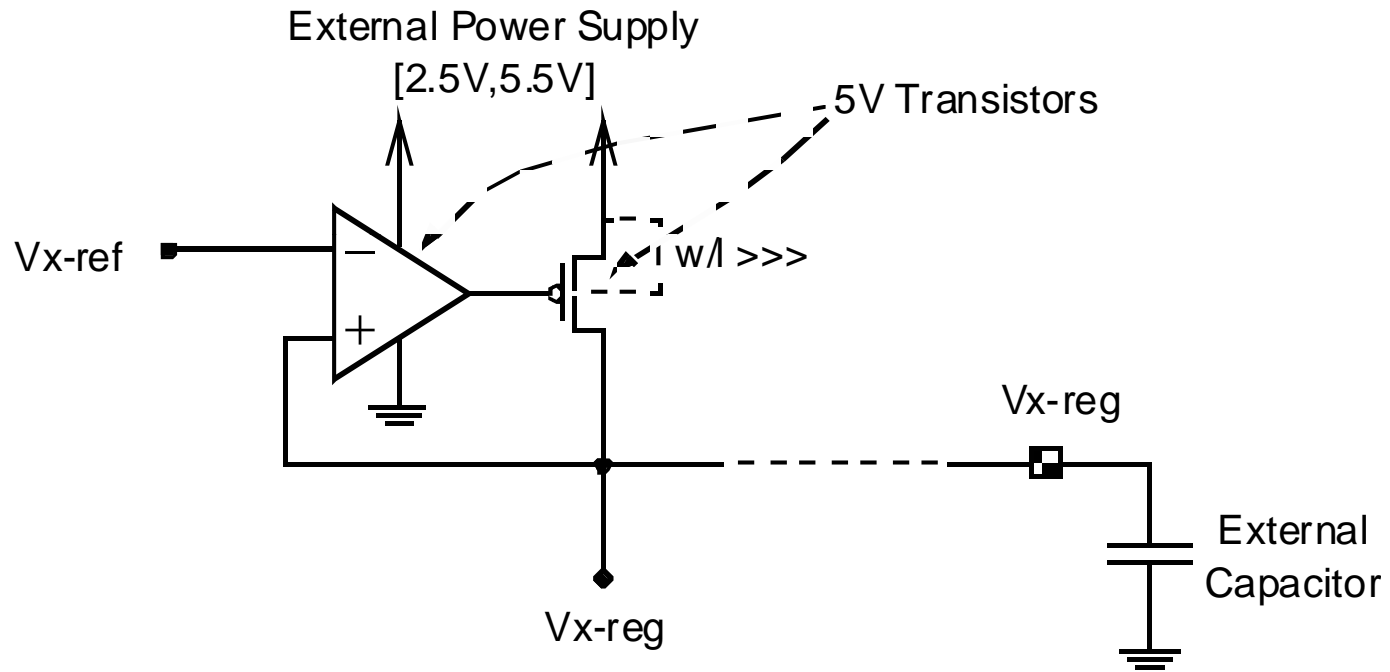 External Power Supply
[2.5V,5.5V]
5V Transistors
Vx-ref
w/l >>>
Vx-reg
External
Capacitor
Vx-reg